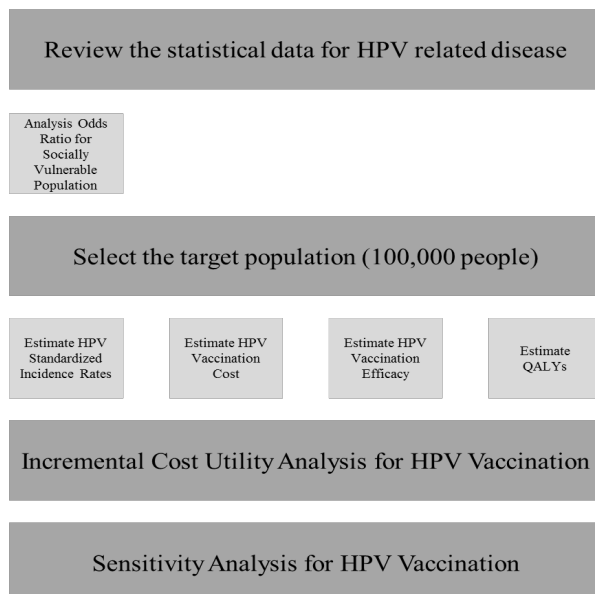 Review the statistical data for HPV related disease
Analysis Odds
Ratio for
Socially
Vulnerable
Population
Select the target population (100,000 people)
Estimate HPV
Standardized
Incidence Rates
Estimate HPV
Vaccination
Cost
Estimate HPV
Vaccination
Efficacy
Estimate
QALYs
Incremental Cost Utility Analysis for HPV Vaccination
Sensitivity Analysis for HPV Vaccination